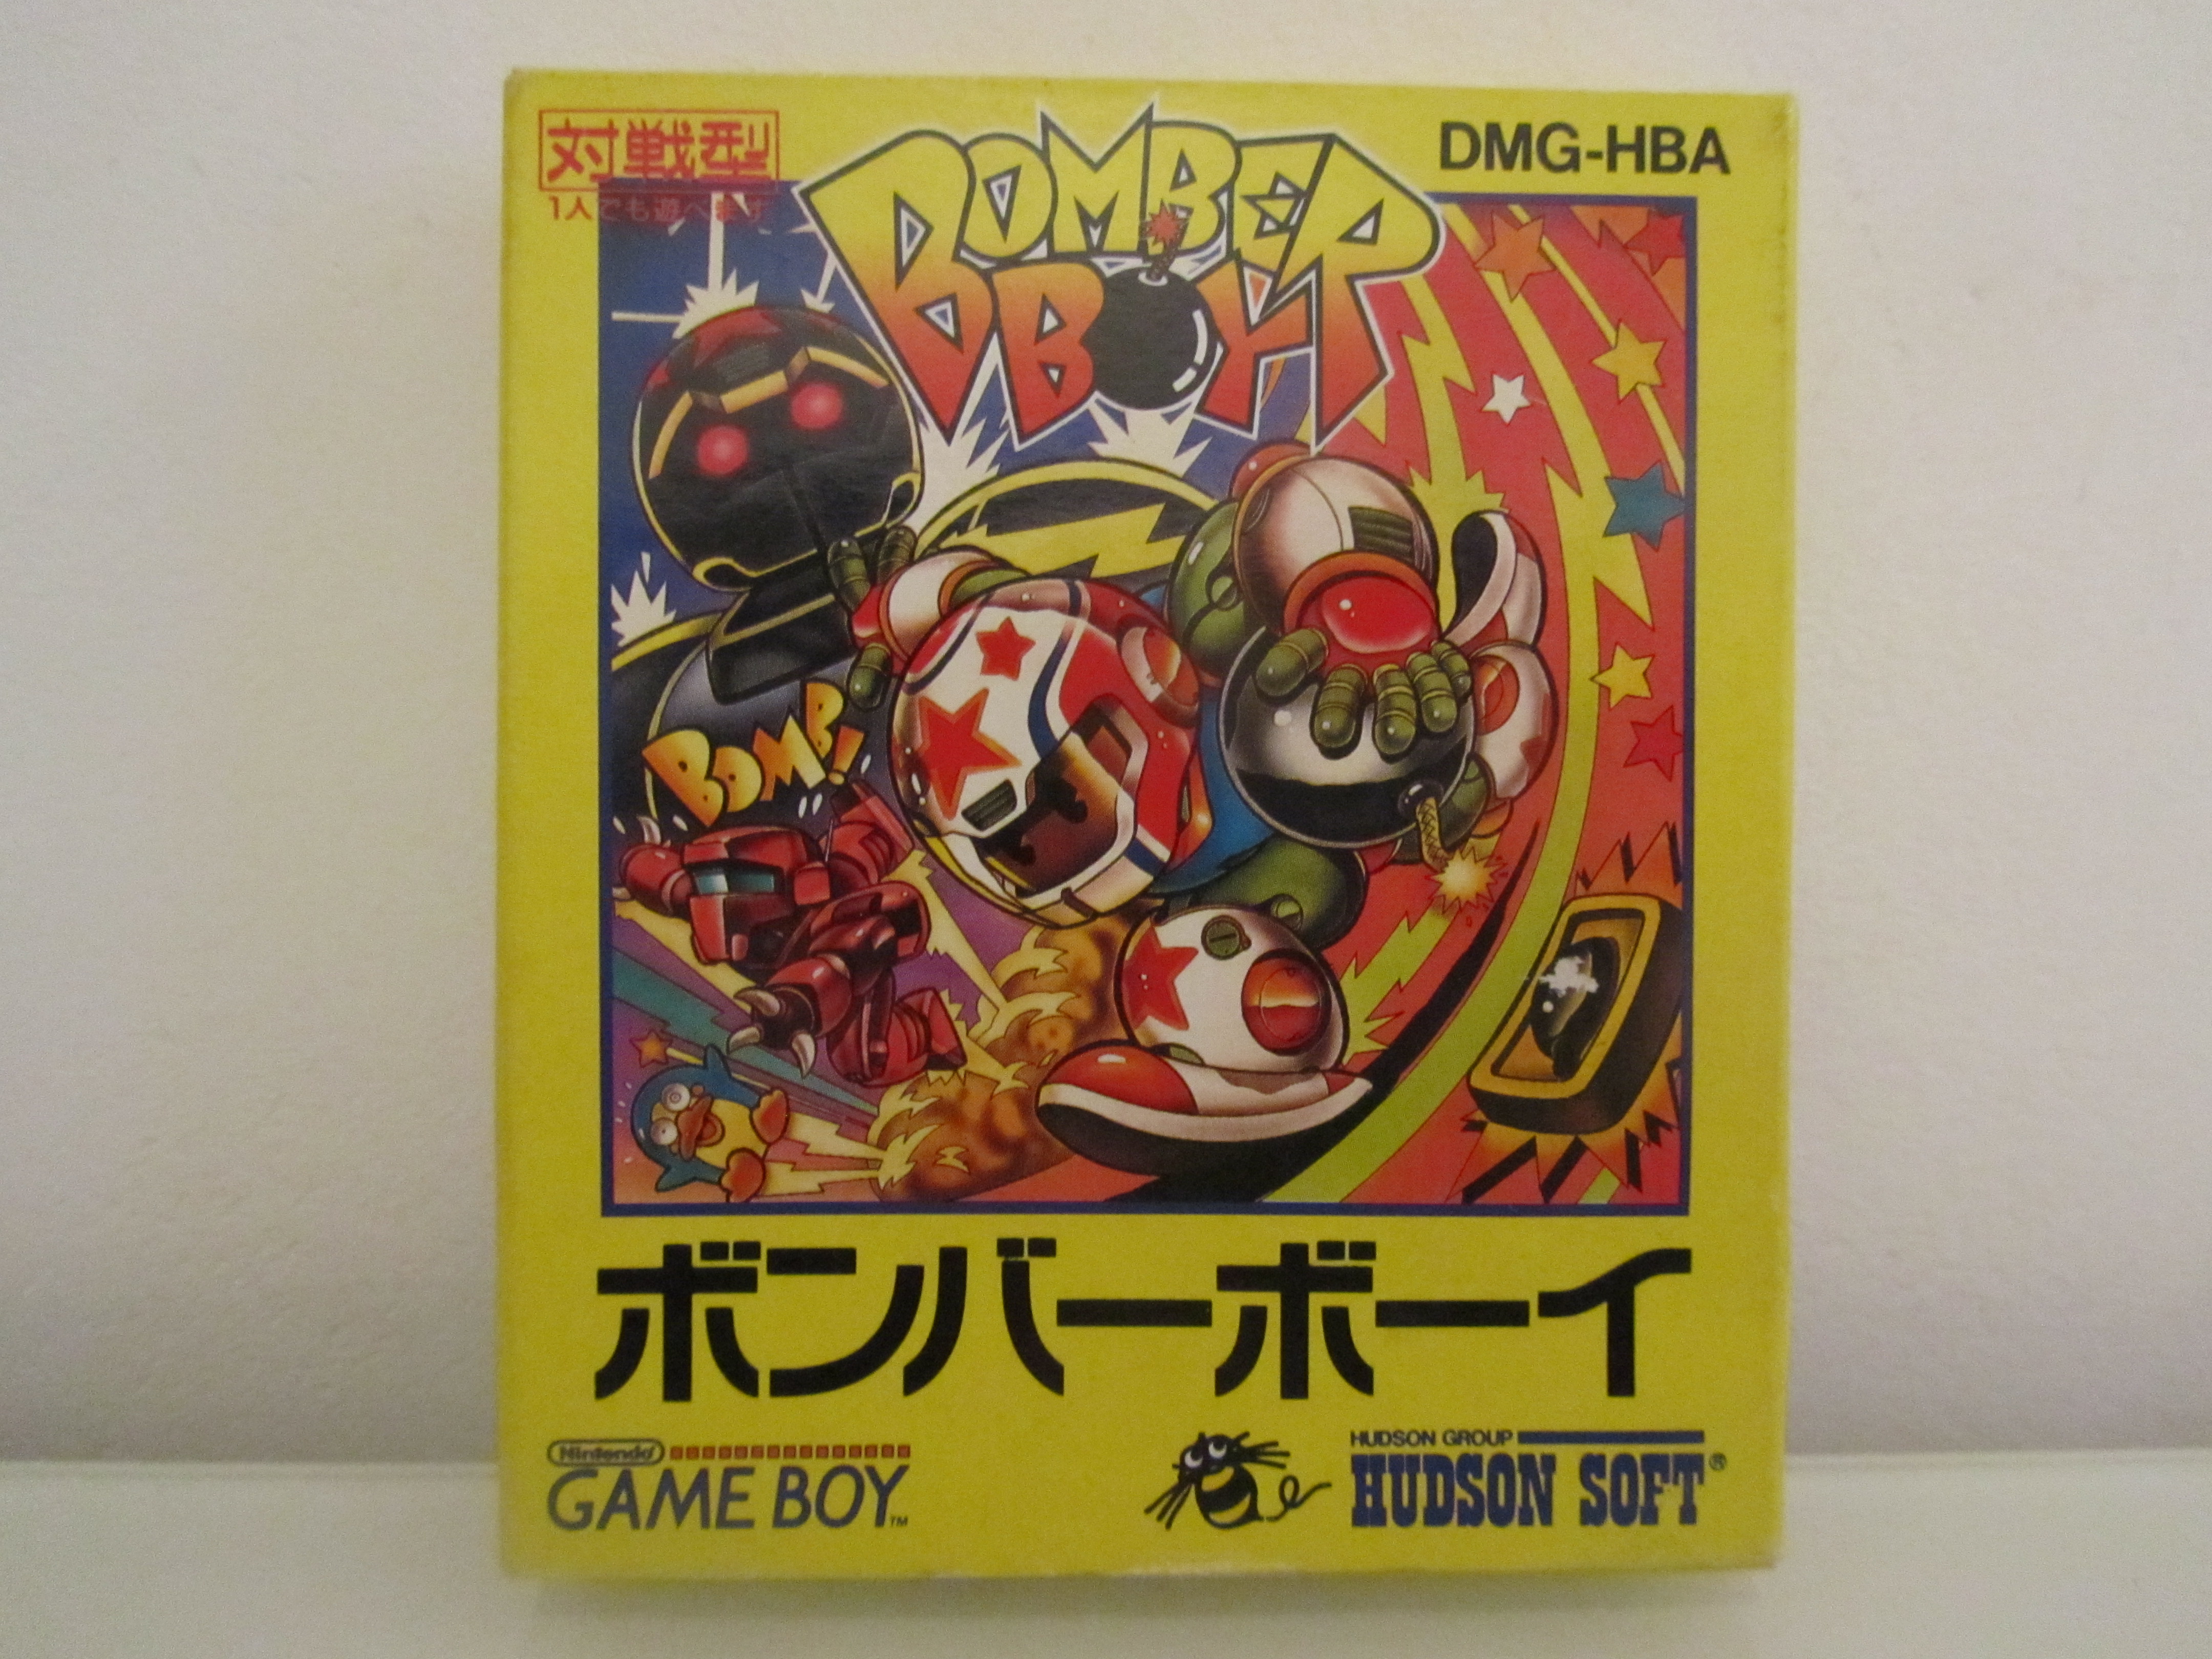 対戦型
1人でも遊べます
BOMBER
BOY
DMG-HBA
BOMB!
ボンバーボーイ
Nintendo
GAME BOY™
HUDSON GROUP
HUDSON SOFT®